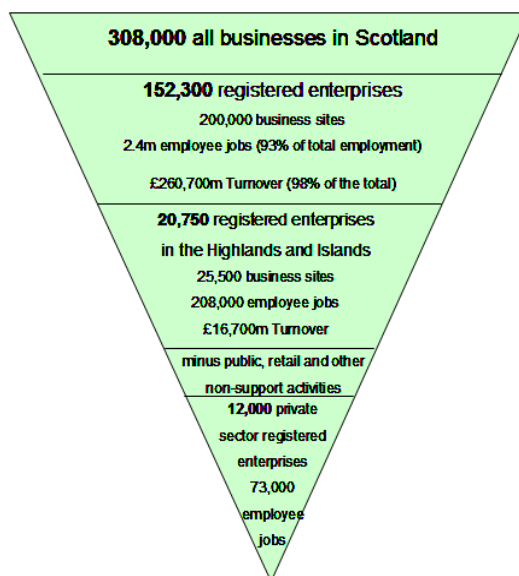 308,000 all businesses in Scotland
152,300 registered enterprises
200,000 business sites
2.4m employee jobs (93% of total employment)
£260,700m Turnover (98% of the total)
20,750 registered enterprises
in the Highlands and Islands
25,500 business sites
208,000 employee jobs
£16,700m Turnover
minus public, retail and other
non-support activities
12,000 private
sector registered
enterprises
73,000
employee
jobs